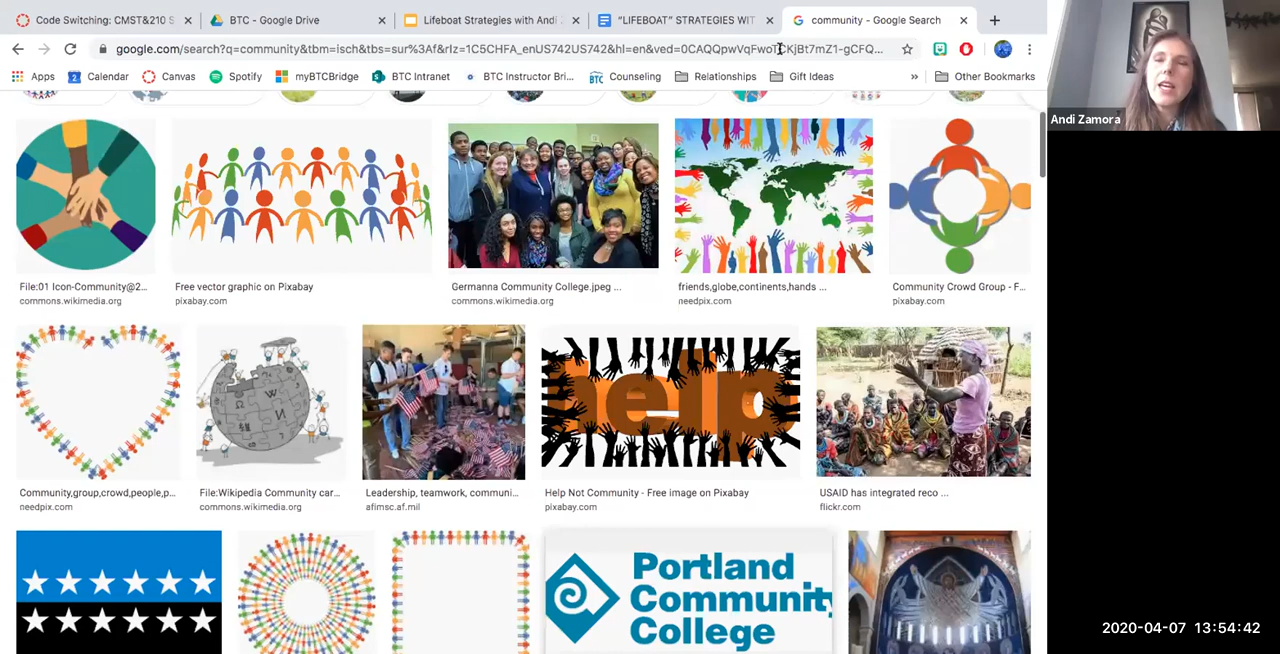 Code Switching: CMST&210 S
BTC - Google Drive
Lifeboat Strategies with Andi
"LIFEBOAT" STRATEGIES WIT
community - Google Search
google.com/search?q=community&tbm=isch&tbs=sur%3Af&rlz=1C5CHFA_enUS742US742&hl=en&ved=0CAQQpwVqFwoTCKjBt7mZ1-gCFQ...
Apps
Calendar
Canvas
Spotify
myBTCBridge
BTC Intranet
BTC Instructor Bri...
BTC
Counseling
Relationships
Gift Ideas
»
Other Bookmarks
Andi Zamora
File:01 Icon-Community@2...
commons.wikimedia.org
Free vector graphic on Pixabay
pixabay.com
Germanna Community College.jpeg ...
commons.wikimedia.org
friends,globe,continents,hands ...
needpix.com
Community Crowd Group - F...
pixabay.com
help
Community,group,crowd,people,p...
needpix.com
File:Wikipedia Community car...
commons.wikimedia.org
Leadership, teamwork, communi...
afimsc.af.mil
Help Not Community - Free image on Pixabay
pixabay.com
USAID has integrated reco ...
flickr.com
Portland
Community
College
2020-04-07 13:54:42